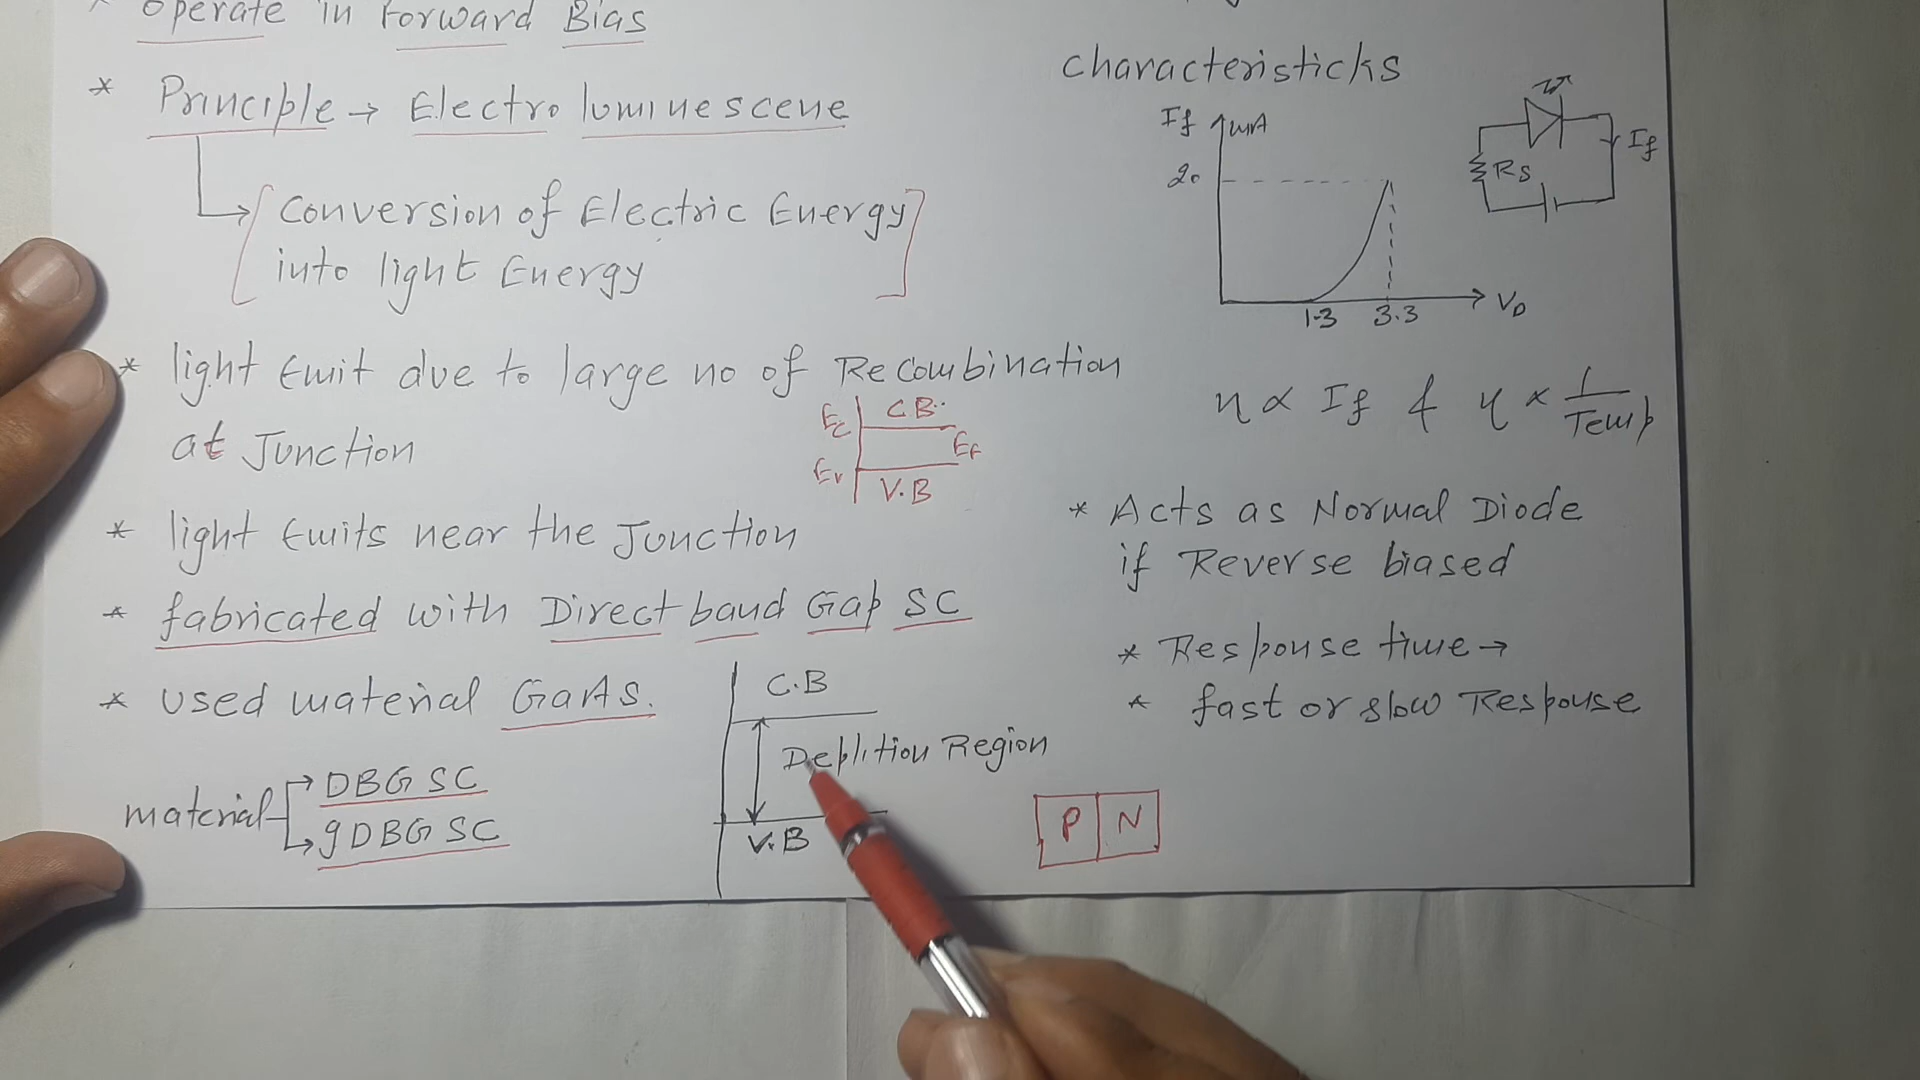 * Operate in Forward Bias
* Principle → Electro luminescene
[Conversion of Electric Energy
into light Energy]
* light Emit due to large no of Recombination
at Junction
Ec C.B.
EF
Ev V.B
* light Emits near the Junction
* fabricated with Direct band Gap SC
* used material GaAs.
material
DBG SC
gDBG SC
C.B
Deplition Region
V.B
characteristicks
If mA
20
1.3 3.3 VD
Rs If
η ∝ If & η ∝ 1/Temp
* Acts as Normal Diode
if Reverse biased
* Response time →
* fast or slow Response
P N